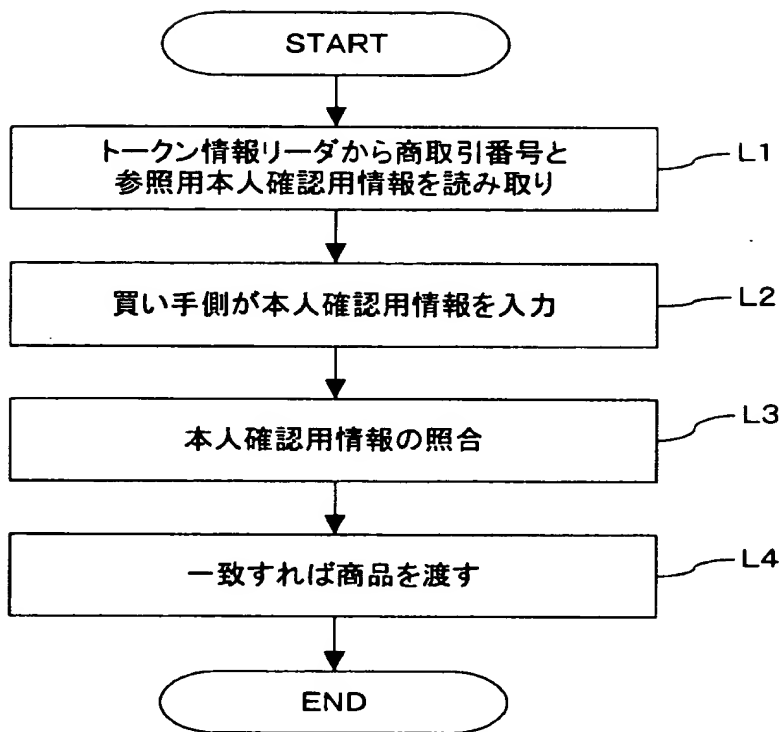 START
トークン情報リーダから商取引番号と
参照用本人確認用情報を読み取り
L1
買い手側が本人確認用情報を入力
L2
本人確認用情報の照合
L3
一致すれば商品を渡す
L4
END